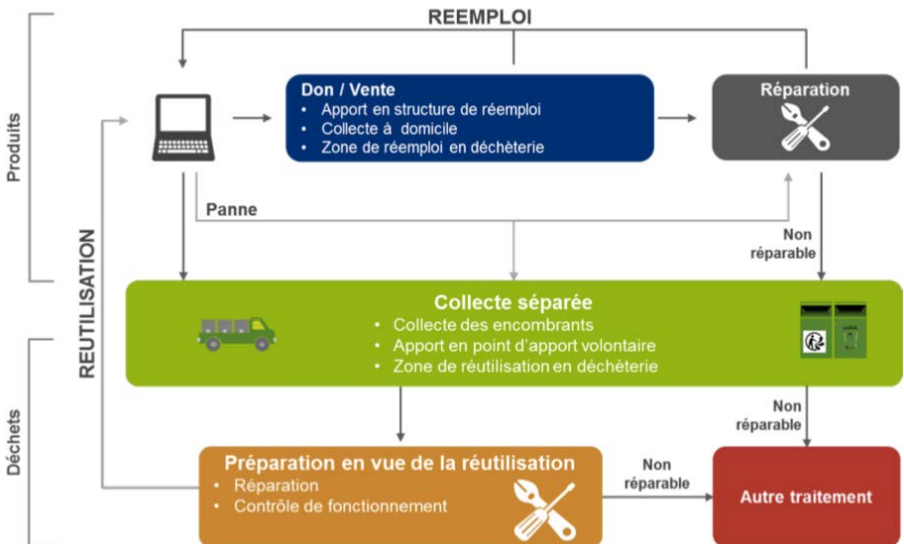 REEMPLOI
Produits
Don / Vente
• Apport en structure de réemploi
• Collecte à domicile
• Zone de réemploi en déchèterie
Réparation
Panne
Non
réparable
REUTILISATION
Collecte séparée
• Collecte des encombrants
• Apport en point d'apport volontaire
• Zone de réutilisation en déchèterie
Déchets
Non
réparable
Préparation en vue de la réutilisation
• Réparation
• Contrôle de fonctionnement
Non
réparable
Autre traitement